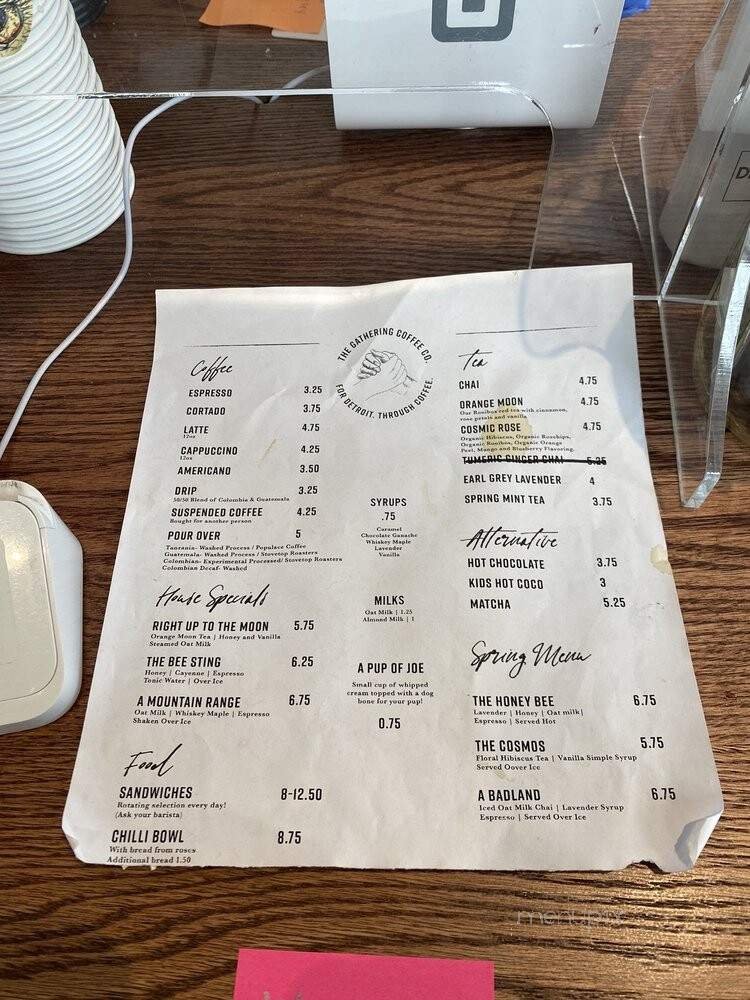 THE GATHERING COFFEE CO.
FOR DETROIT. THROUGH COFFEE.
Coffee
ESPRESSO 3.25
CORTADO 3.75
LATTE 4.75
12oz
CAPPUCCINO 4.25
12oz
AMERICANO 3.50
DRIP 3.25
50/50 Blend of Colombia & Guatemala
SUSPENDED COFFEE 4.25
Bought for another person
POUR OVER 5
Tanzania- Washed Process / Populace Coffee
Guatemala- Washed Process / Stovetop Roasters
Colombian- Experimental Processed/ Stovetop Roasters
Colombian Decaf- Washed
House Specials
RIGHT UP TO THE MOON 5.75
Orange Moon Tea | Honey and Vanilla
Steamed Oat Milk
THE BEE STING 6.25
Honey | Cayenne | Espresso
Tonic Water | Over Ice
A MOUNTAIN RANGE 6.75
Oat Milk | Whiskey Maple | Espresso
Shaken Over Ice
Food
SANDWICHES 8-12.50
Rotating selection every day!
(Ask your barista)
CHILLI BOWL 8.75
With bread from roses
Additional bread 1.50
SYRUPS
.75
Caramel
Chocolate Ganache
Whiskey Maple
Lavender
Vanilla
MILKS
Oat Milk | 1.25
Almond Milk | 1
A PUP OF JOE
Small cup of whipped
cream topped with a dog
bone for your pup!
0.75
Tea
CHAI 4.75
ORANGE MOON 4.75
Our Rooibos red tea with cinnamon,
rose petals and vanilla
COSMIC ROSE 4.75
Organic Hibiscus, Organic Rosehips,
Organic Rooibos, Organic Orange
Peel, Mango and Blueberry Flavoring.
TUMERIC GINGER CHAI 5.25
EARL GREY LAVENDER 4
SPRING MINT TEA 3.75
Alternative
HOT CHOCOLATE 3.75
KIDS HOT COCO 3
MATCHA 5.25
Spring Menu
THE HONEY BEE 6.75
Lavender | Honey | Oat milk|
Espresso | Served Hot
THE COSMOS 5.75
Floral Hibiscus Tea | Vanilla Simple Syrup
Served Oover Ice
A BADLAND 6.75
Iced Oat Milk Chai | Lavender Syrup
Espresso | Served Over Ice
menupix